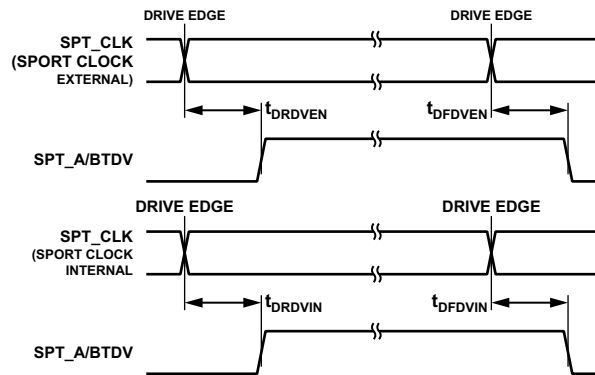 DRIVE EDGE DRIVE EDGE
SPT_CLK
(SPORT CLOCK
EXTERNAL)
tDRDVEN tDFDVEN
SPT_A/BTDV
DRIVE EDGE DRIVE EDGE
SPT_CLK
(SPORT CLOCK
INTERNAL
tDRDVIN tDFDVIN
SPT_A/BTDV